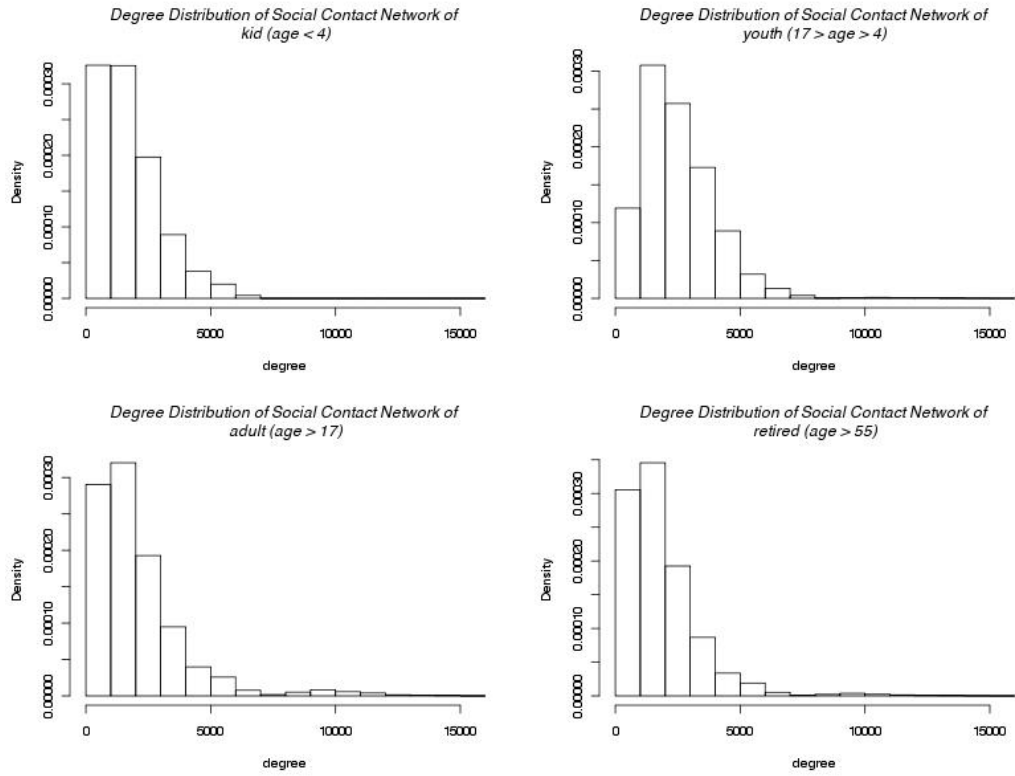 Degree Distribution of Social Contact Network of
kid (age < 4)
Density
0.00030
0.00020
0.00010
0.00000
0
5000
10000
15000
degree
Degree Distribution of Social Contact Network of
youth (17 > age > 4)
Density
0.00030
0.00020
0.00010
0.00000
0
5000
10000
15000
degree
Degree Distribution of Social Contact Network of
adult (age > 17)
Density
0.00030
0.00020
0.00010
0.00000
0
5000
10000
15000
degree
Degree Distribution of Social Contact Network of
retired (age > 55)
Density
0.00030
0.00020
0.00010
0.00000
0
5000
10000
15000
degree